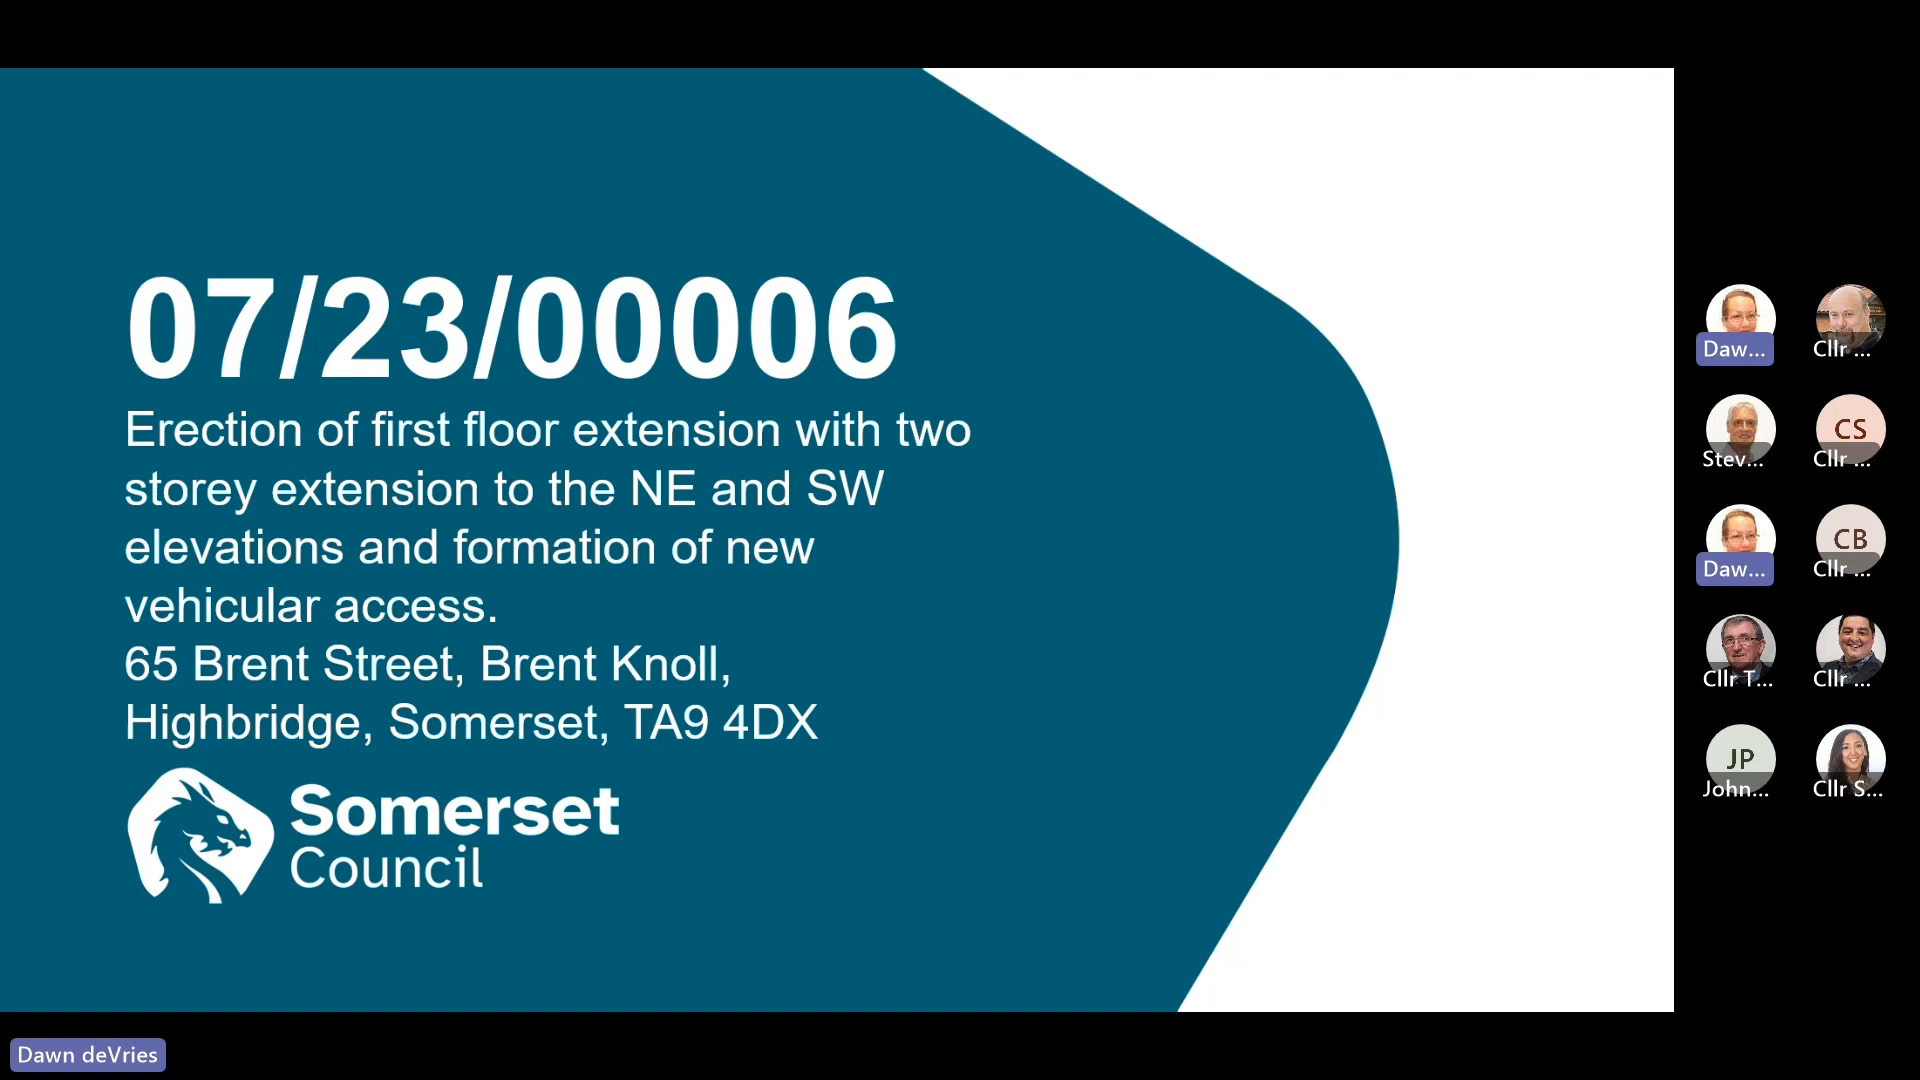 07/23/00006
Erection of first floor extension with two
storey extension to the NE and SW
elevations and formation of new
vehicular access.
65 Brent Street, Brent Knoll,
Highbridge, Somerset, TA9 4DX
Somerset
Council
Daw...
Cllr ...
Stev...
CS
Cllr ...
Daw...
CB
Cllr ...
Cllr T...
Cllr ...
JP
John...
Cllr S...
Dawn deVries